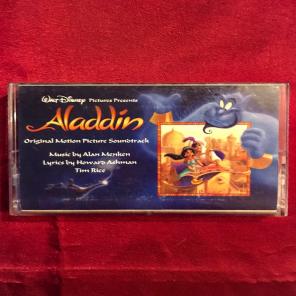 Walt Disney Pictures Presents
Aladdin
Original Motion Picture Soundtrack
Music by Alan Menken
Lyrics by Howard Ashman
Tim Rice